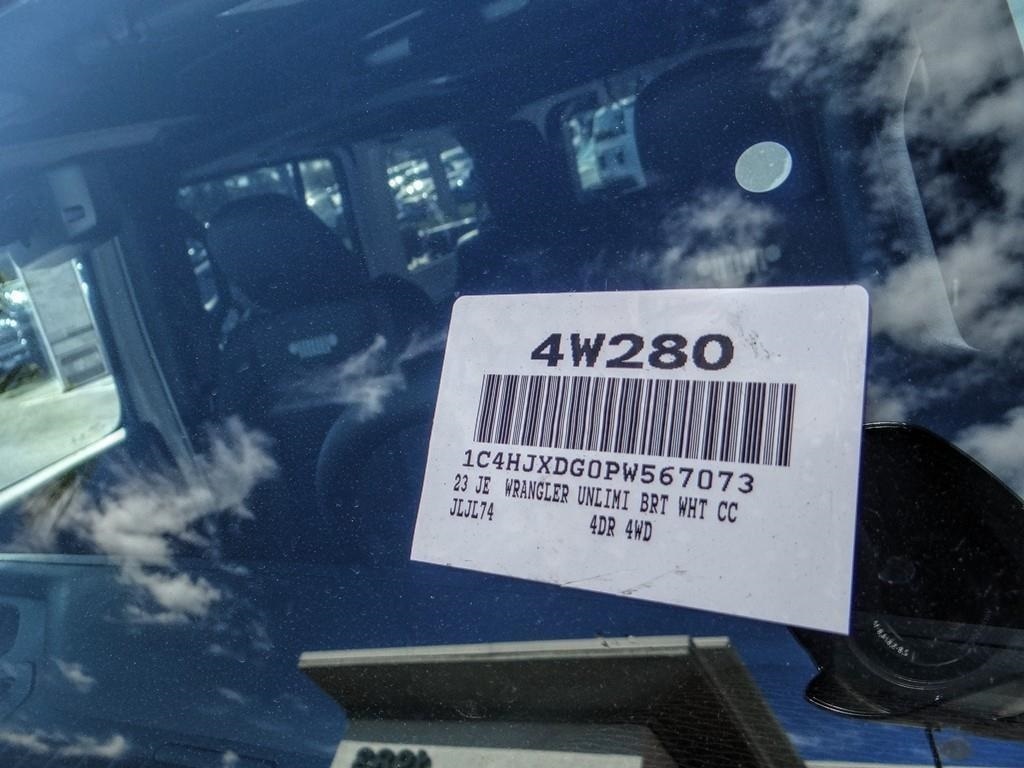 4W280
1C4HJXDG0PW567073
23 JE WRANGLER UNLIMI BRT WHT CC
JLJL74 4DR 4WD